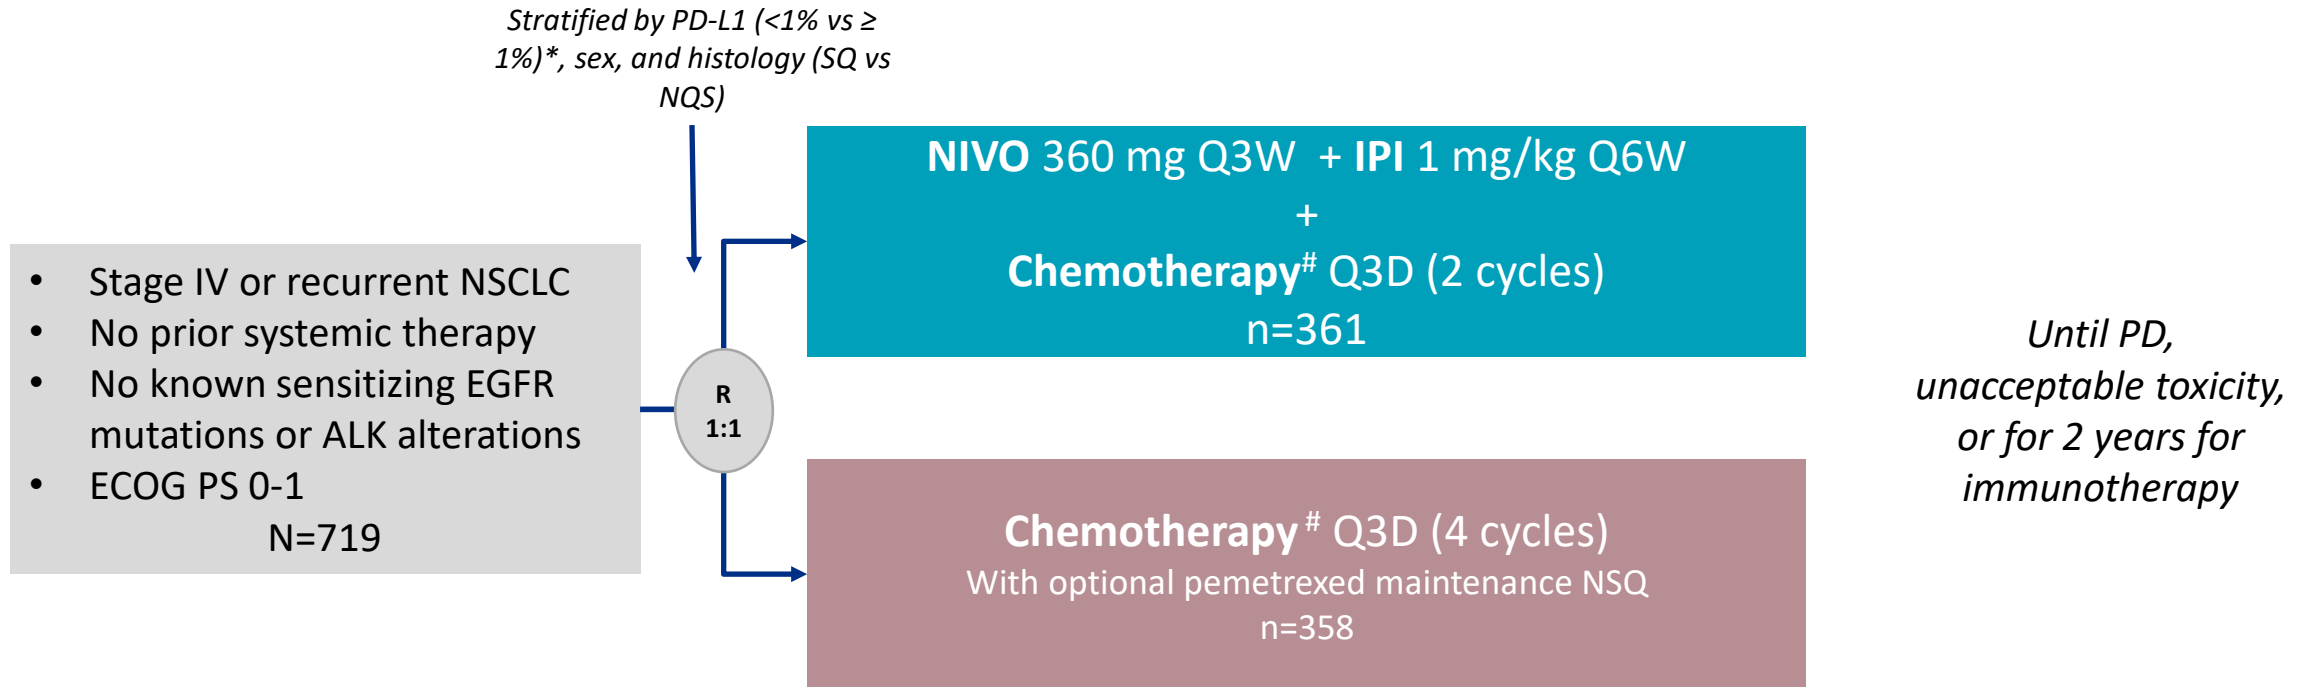 Stratified by PD-L1 (<1% vs ≥
1%)*, sex, and histology (SQ vs
NQS)
• Stage IV or recurrent NSCLC
• No prior systemic therapy
• No known sensitizing EGFR
mutations or ALK alterations
• ECOG PS 0-1
N=719
R
1:1
NIVO 360 mg Q3W + IPI 1 mg/kg Q6W
+
Chemotherapy# Q3D (2 cycles)
n=361
Chemotherapy # Q3D (4 cycles)
With optional pemetrexed maintenance NSQ
n=358
Until PD,
unacceptable toxicity,
or for 2 years for
immunotherapy